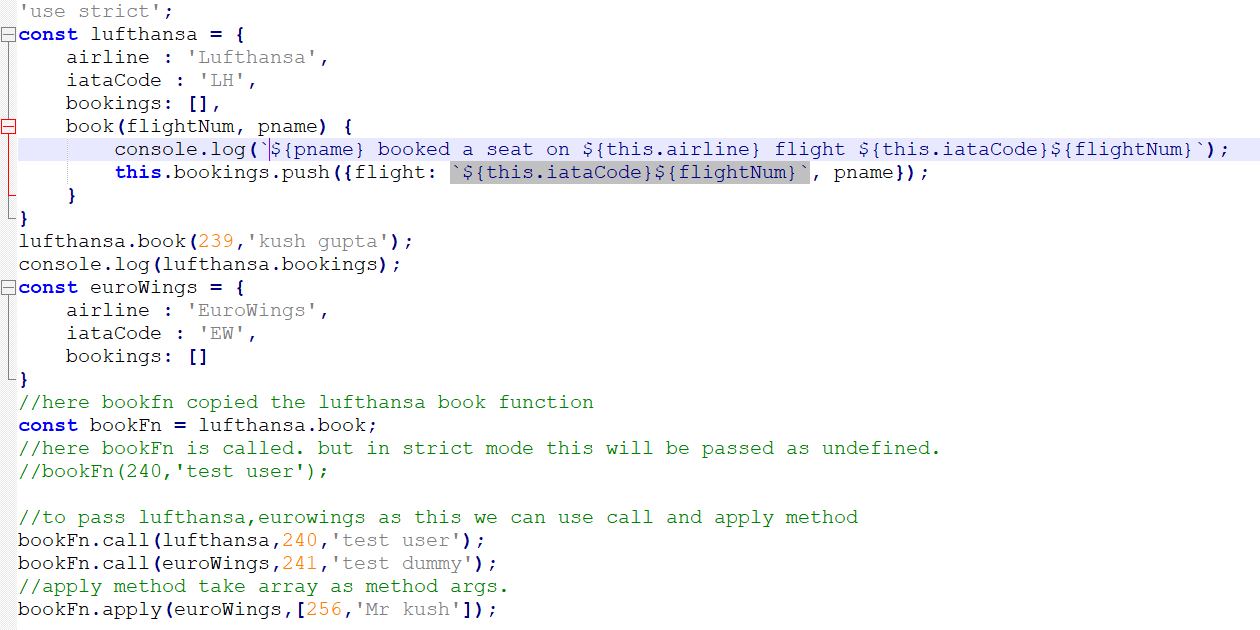 'use strict';
const lufthansa = {
    airline : 'Lufthansa',
    iataCode : 'LH',
    bookings: [],
    book(flightNum, pname) {
        console.log(`${pname} booked a seat on ${this.airline} flight ${this.iataCode}${flightNum}`);
        this.bookings.push({flight: `${this.iataCode}${flightNum}`, pname});
    }
}
lufthansa.book(239,'kush gupta');
console.log(lufthansa.bookings);
const euroWings = {
    airline : 'EuroWings',
    iataCode : 'EW',
    bookings: []
}
//here bookfn copied the lufthansa book function
const bookFn = lufthansa.book;
//here bookFn is called. but in strict mode this will be passed as undefined.
//bookFn(240,'test user');

//to pass lufthansa,eurowings as this we can use call and apply method
bookFn.call(lufthansa,240,'test user');
bookFn.call(euroWings,241,'test dummy');
//apply method take array as method args.
bookFn.apply(euroWings,[256,'Mr kush']);